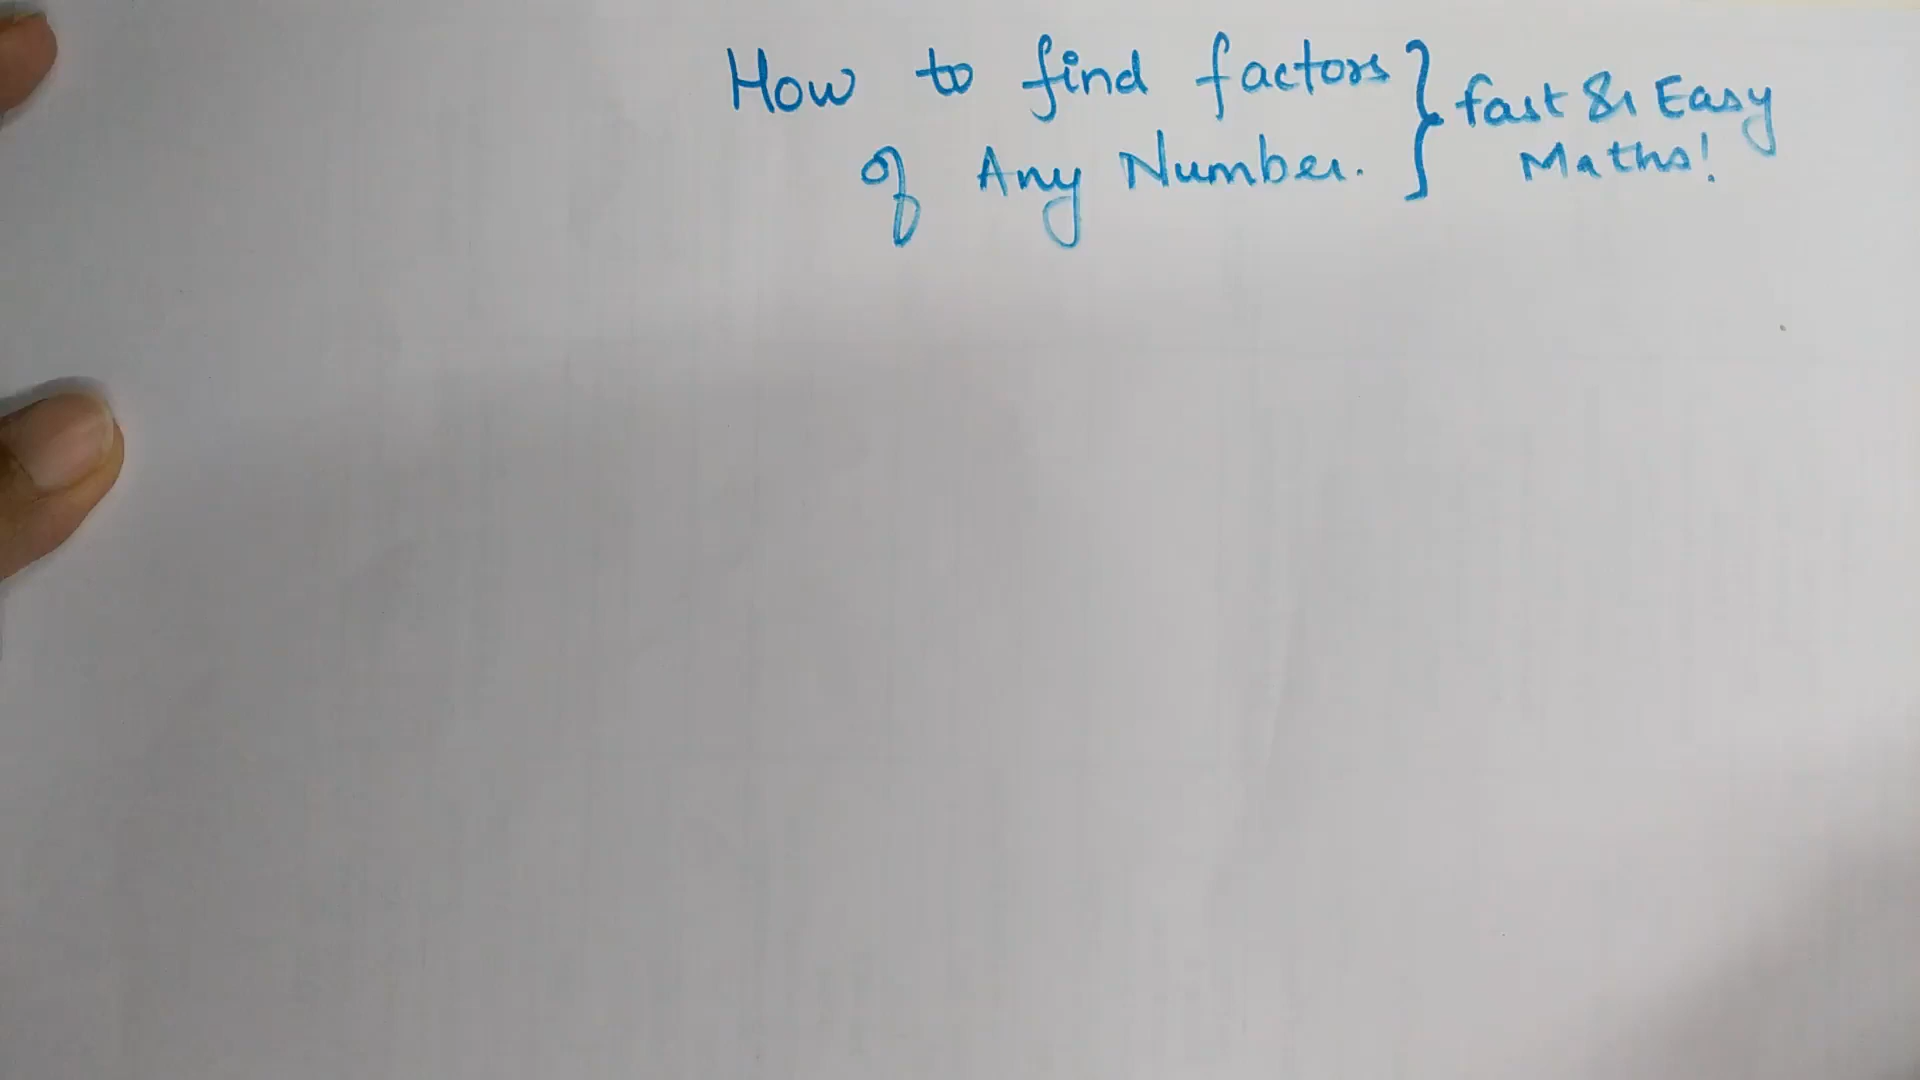 How to find factors
of Any Number.
} fast & Easy
Maths!